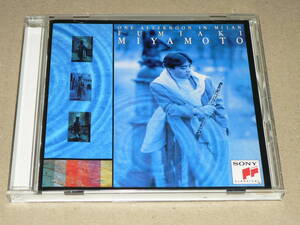 ONE AFTERNOON IN MILAN
FUMIAKI
MIYAMOTO
SONY
CLASSICAL